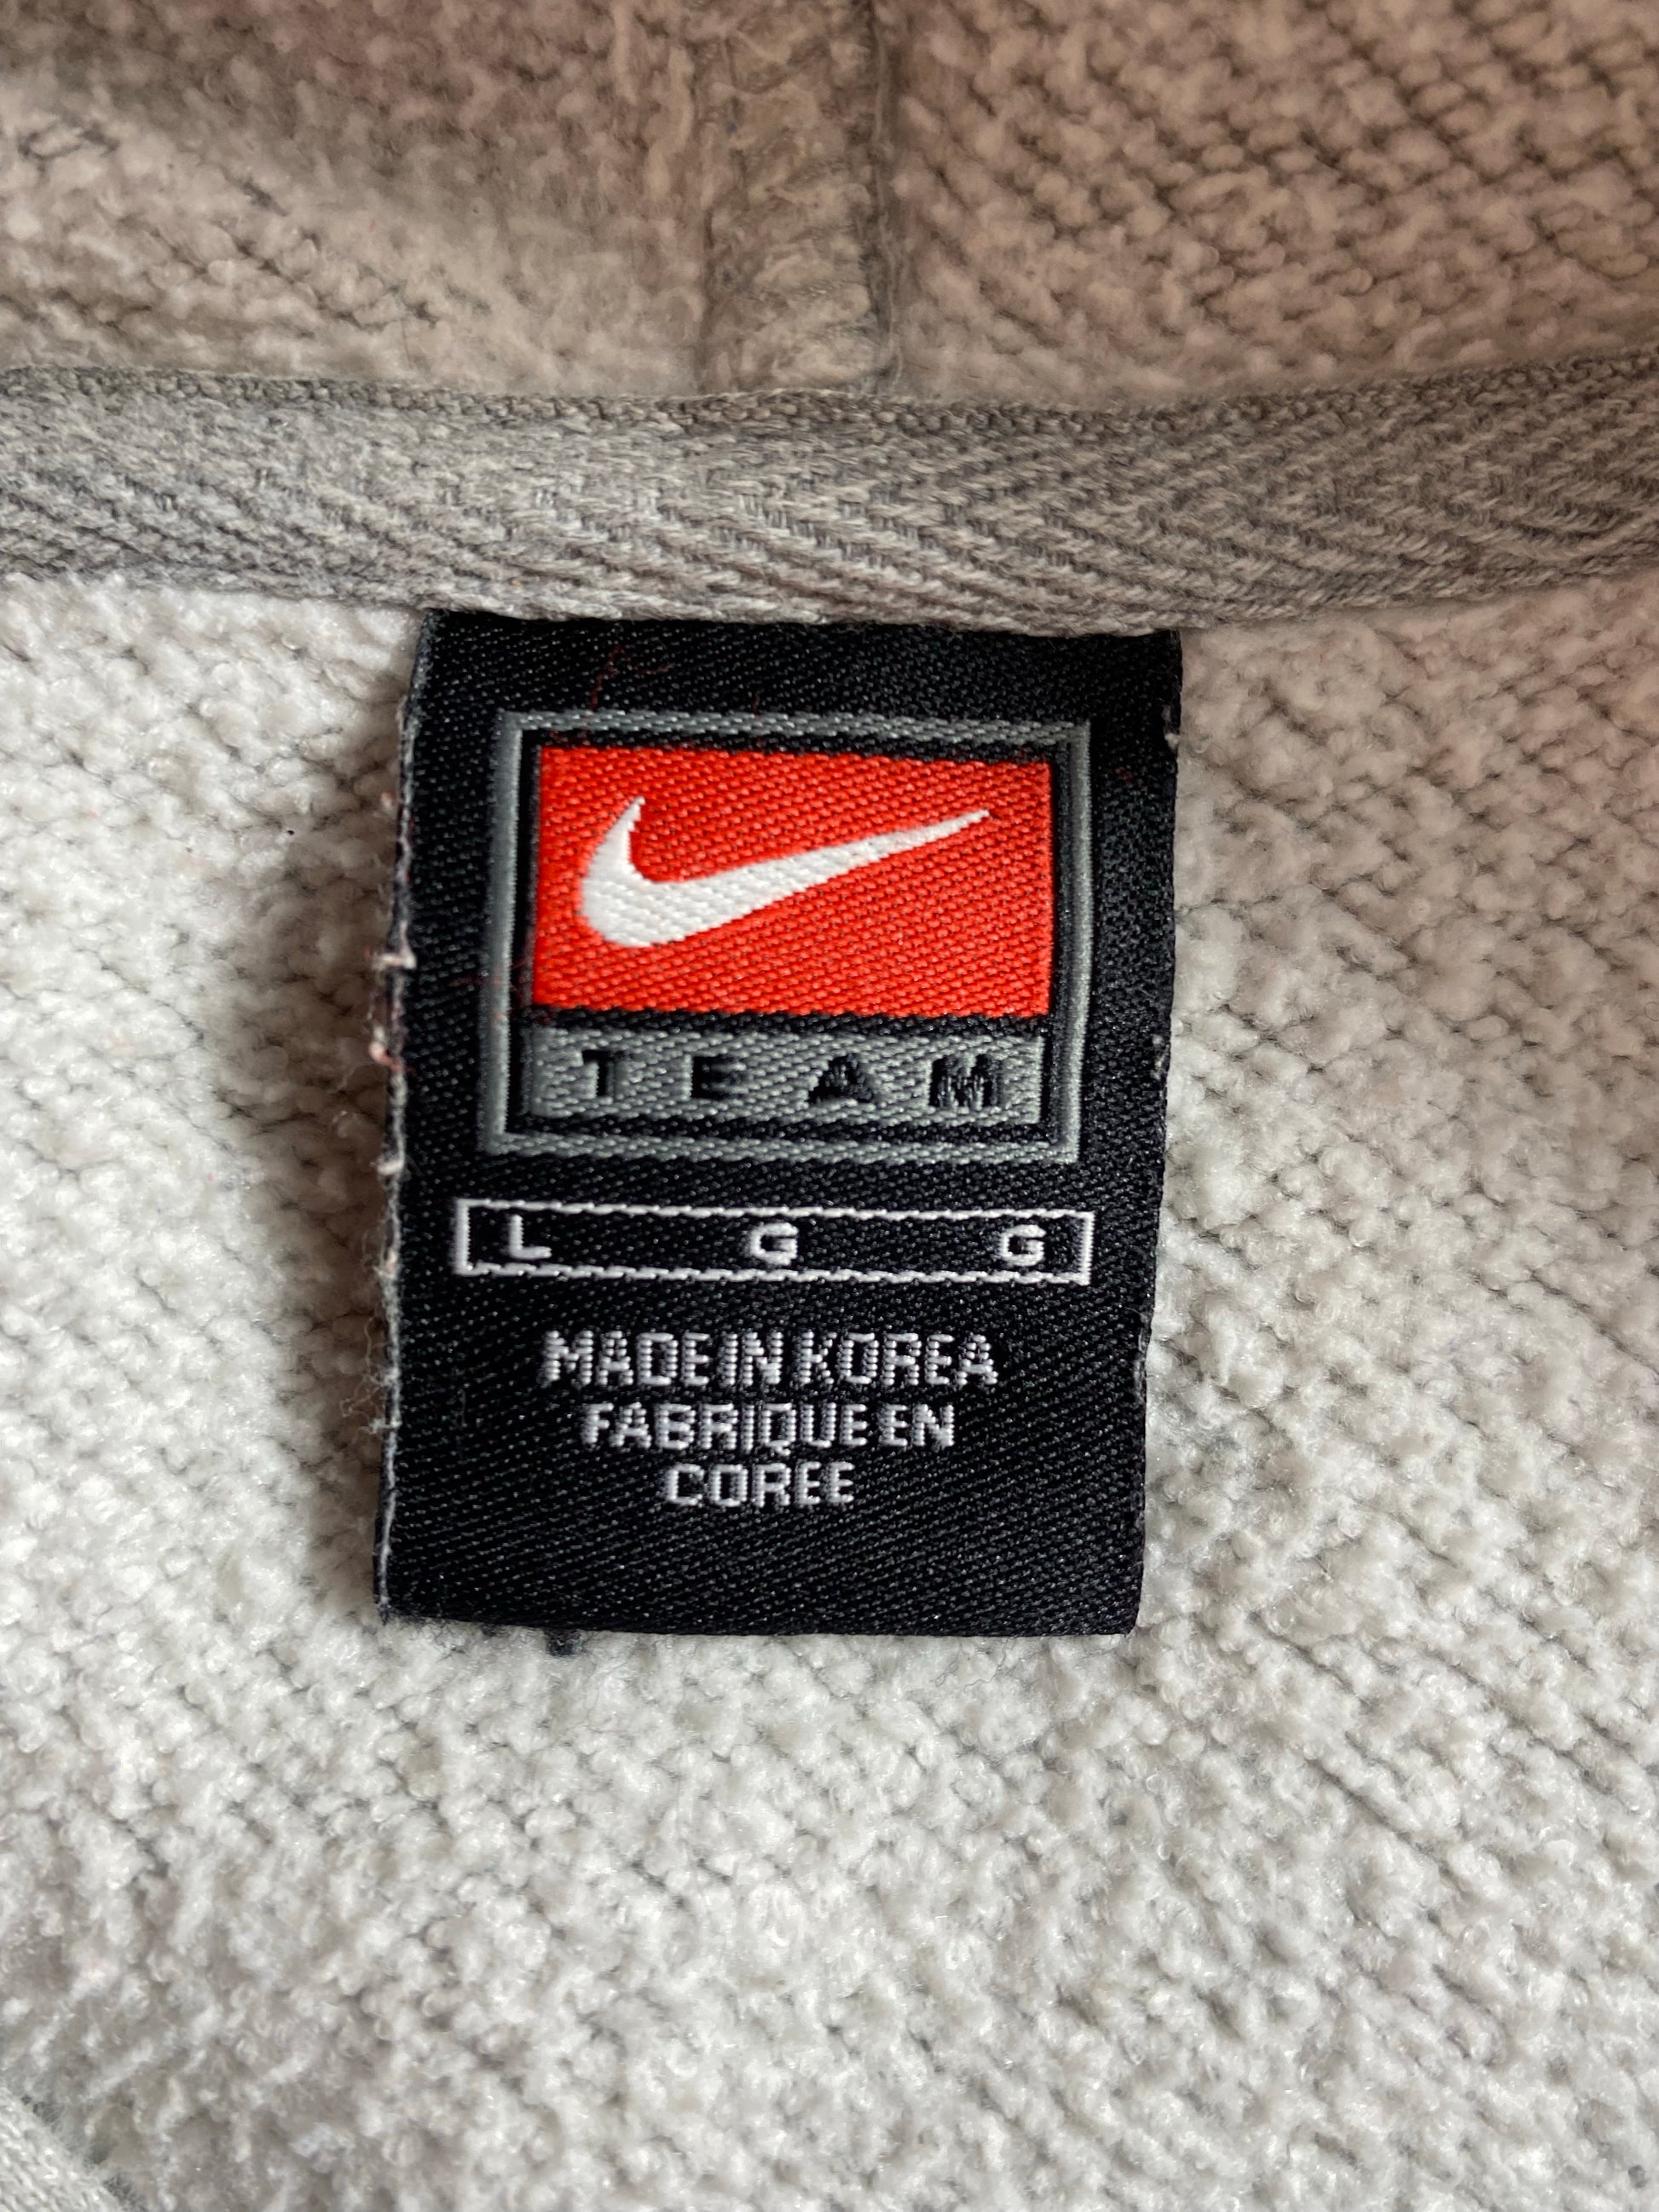 TEAM
L G G
MADE IN KOREA
FABRIQUE EN
COREE